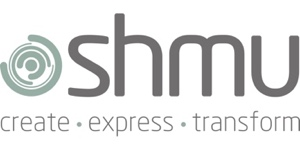 shmu
create • express • transform